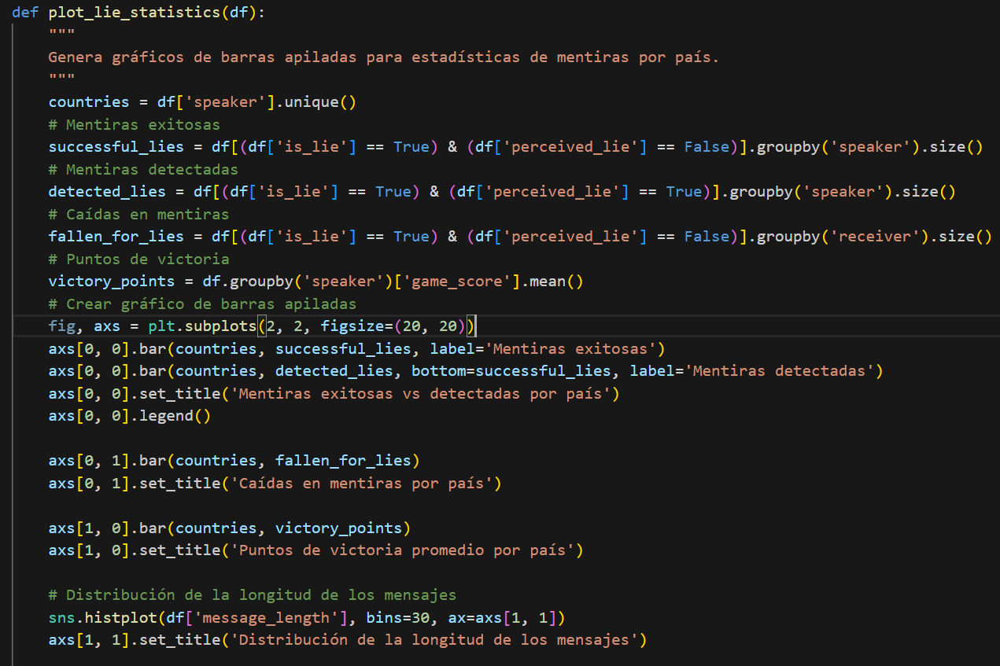 def plot_lie_statistics(df):
    """
    Genera gráficos de barras apiladas para estadísticas de mentiras por país.
    """
    countries = df['speaker'].unique()
    # Mentiras exitosas
    successful_lies = df[(df['is_lie'] == True) & (df['perceived_lie'] == False)].groupby('speaker').size()
    # Mentiras detectadas
    detected_lies = df[(df['is_lie'] == True) & (df['perceived_lie'] == True)].groupby('speaker').size()
    # Caídas en mentiras
    fallen_for_lies = df[(df['is_lie'] == True) & (df['perceived_lie'] == False)].groupby('receiver').size()
    # Puntos de victoria
    victory_points = df.groupby('speaker')['game_score'].mean()
    # Crear gráfico de barras apiladas
    fig, axs = plt.subplots(2, 2, figsize=(20, 20))
    axs[0, 0].bar(countries, successful_lies, label='Mentiras exitosas')
    axs[0, 0].bar(countries, detected_lies, bottom=successful_lies, label='Mentiras detectadas')
    axs[0, 0].set_title('Mentiras exitosas vs detectadas por país')
    axs[0, 0].legend()

    axs[0, 1].bar(countries, fallen_for_lies)
    axs[0, 1].set_title('Caídas en mentiras por país')

    axs[1, 0].bar(countries, victory_points)
    axs[1, 0].set_title('Puntos de victoria promedio por país')

    # Distribución de la longitud de los mensajes
    sns.histplot(df['message_length'], bins=30, ax=axs[1, 1])
    axs[1, 1].set_title('Distribución de la longitud de los mensajes')